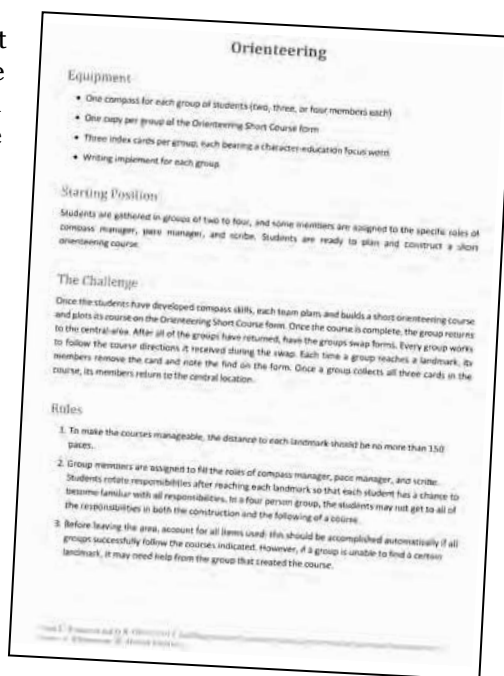 t
e
e
Orienteering
Equipment
• One compass for each group of students (two, three, or four members each)
• One copy per group of the Orienteering Short Course form
• Three index cards per group, each bearing a character-education focus word
• Writing implement for each group
Starting Position
Students are gathered in groups of two to four, and some members are assigned to the specific roles of
compass manager, pace manager, and scribe. Students are ready to plan and construct a short
orienteering course.
The Challenge
Once the students have developed compass skills, each team plans and builds a short orienteering course
and plots its course on the Orienteering Short Course form. Once the course is complete, the group returns
to the central area. After all of the groups have returned, have the groups swap forms. Every group works
to follow the course directions it received during the swap. Each time a group reaches a landmark, its
members remove the card and note the find on the form. Once a group collects all three cards in the
course, its members return to the central location.
Rules
1. To make the courses manageable, the distance to each landmark should be no more than 150
paces.
2. Group members are assigned to fill the roles of compass manager, pace manager, and scribe.
Students rotate responsibilities after reaching each landmark so that each student has a chance to
become familiar with all responsibilities. In a four person group, the students may not get to all of
the responsibilities in both the construction and the following of a course.
3. Before leaving the area, account for all items used; this should be accomplished automatically if all
groups successfully follow the courses indicated. However, if a group is unable to find a certain
landmark, it may need help from the group that created the course.